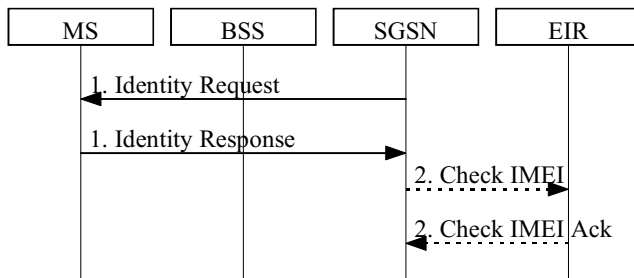 MS BSS SGSN EIR
1. Identity Request
1. Identity Response
2. Check IMEI
2. Check IMEI Ack